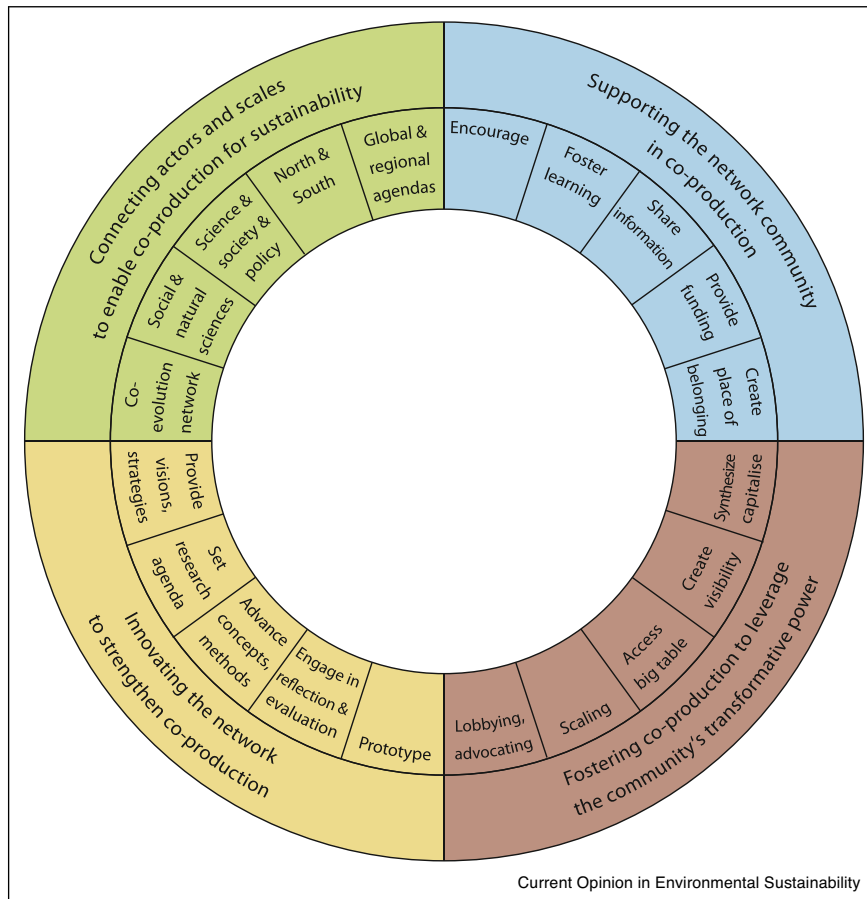 Connecting actors and scales
to enable co-production for sustainability
Co-
evolution
network
Social &
natural
sciences
Science &
society &
policy
North &
South
Global &
regional
agendas
Supporting the network community
in co-production
Encourage
Foster
learning
Share
information
Provide
funding
Create
place of
belonging
Fostering co-production to leverage
the community's transformative power
Synthesize
capitalise
Create
visibility
Access
big table
Scaling
Lobbying,
advocating
Innovating the network
to strengthen co-production
Provide
visions,
strategies
Set
research
agenda
Advance
concepts,
methods
Engage in
reflection &
evaluation
Prototype
Current Opinion in Environmental Sustainability